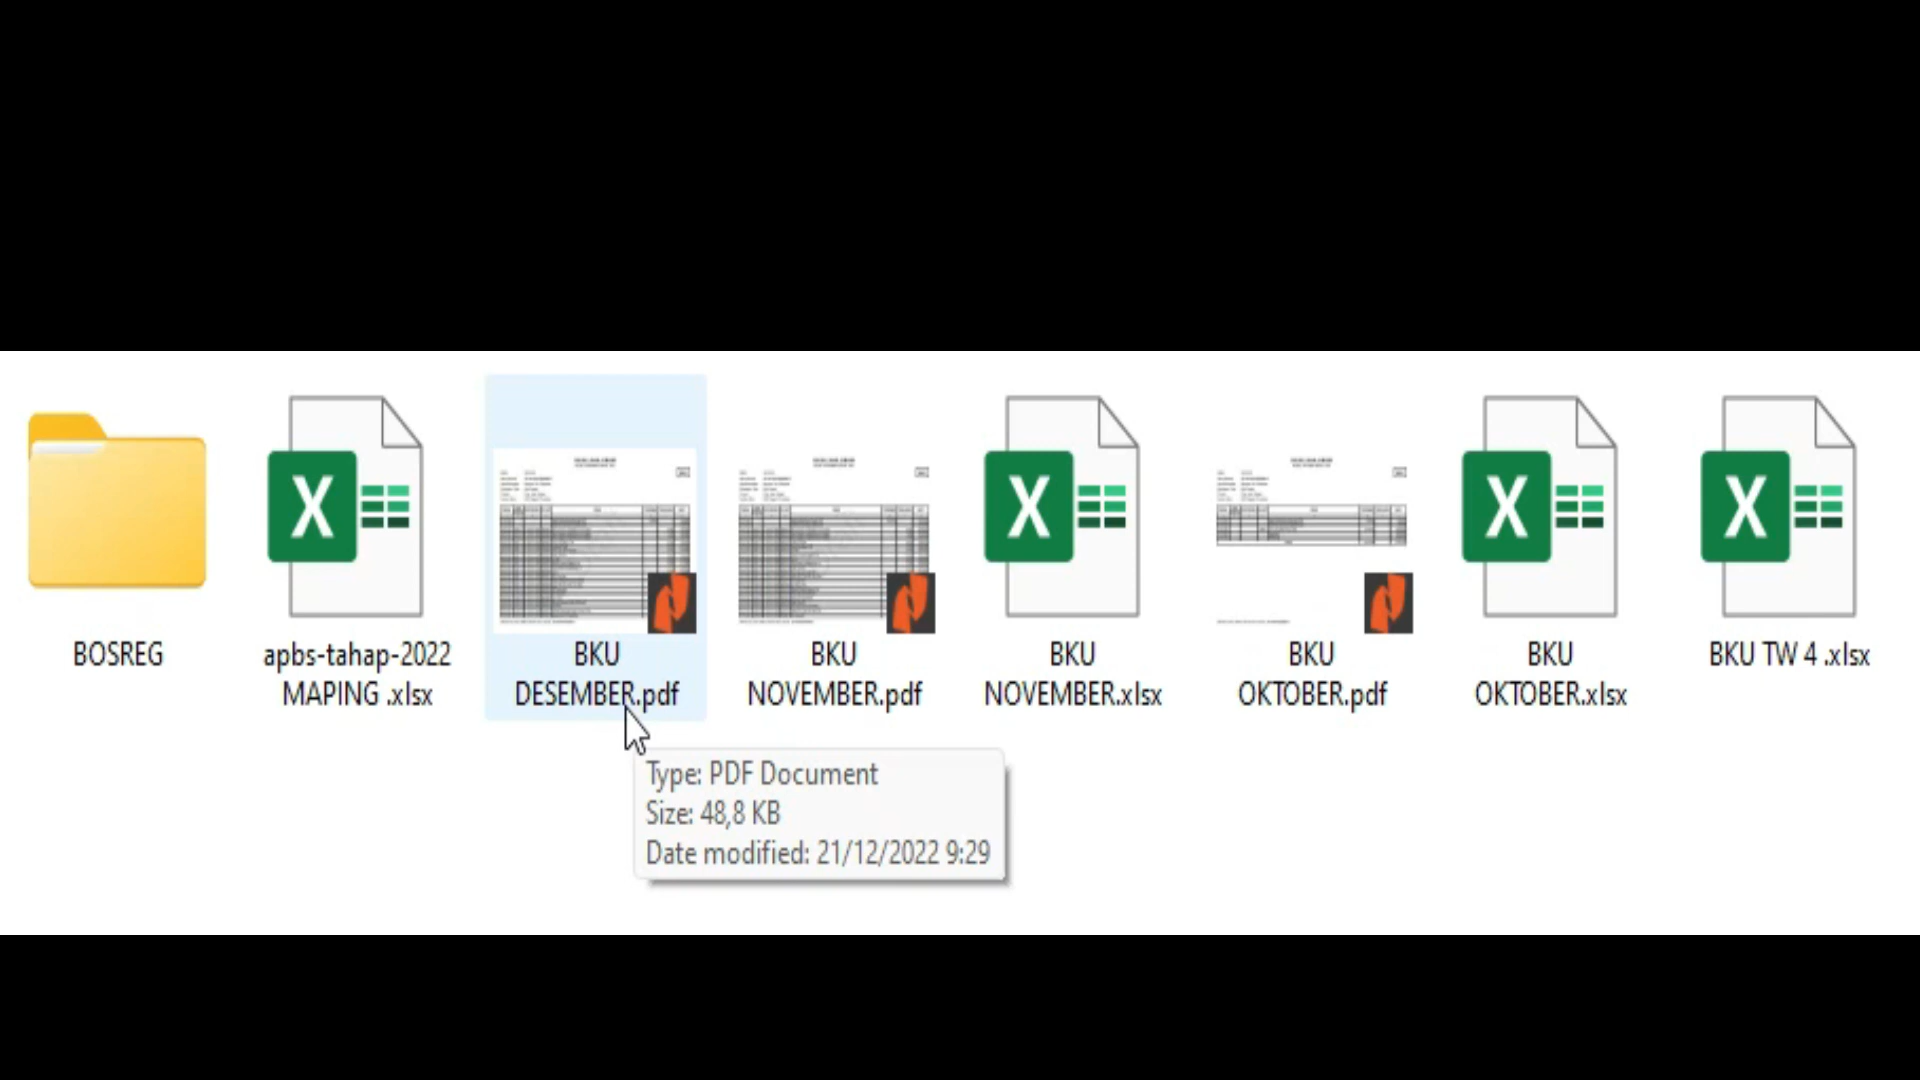 BOSREG
apbs-tahap-2022
MAPING .xlsx
BKU
DESEMBER.pdf
BKU
NOVEMBER.pdf
BKU
NOVEMBER.xlsx
BKU
OKTOBER.pdf
BKU
OKTOBER.xlsx
BKU TW 4 .xlsx
Type: PDF Document
Size: 48,8 KB
Date modified: 21/12/2022 9:29